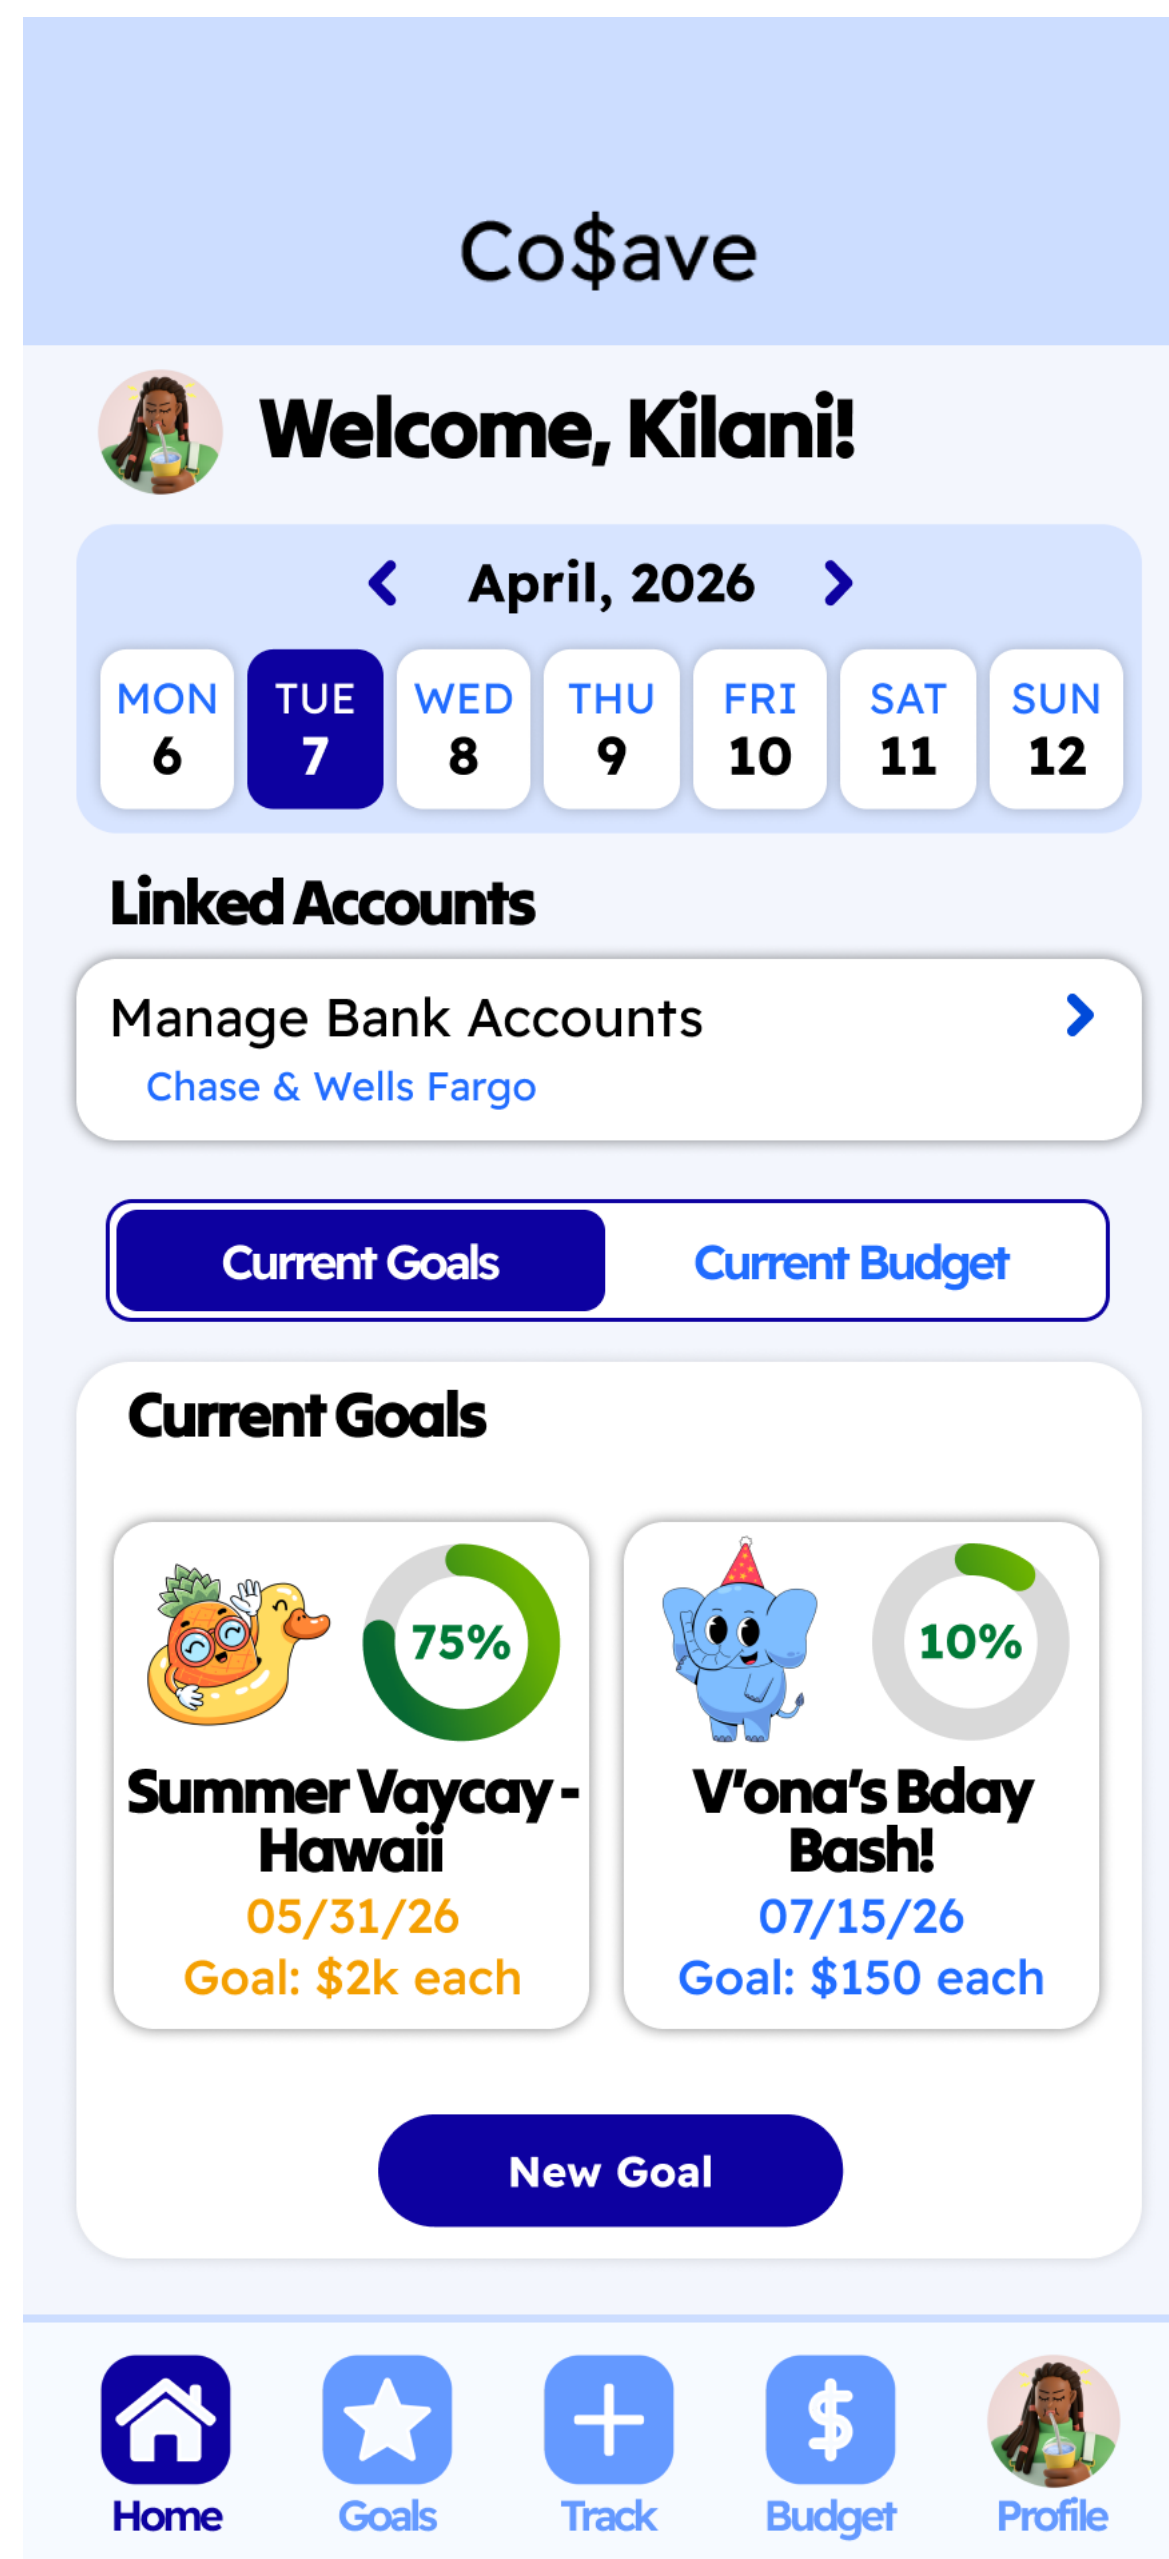 Co$ave
Welcome, Kilani!
April, 2026
MON TUE WED THU FRI SAT SUN
6 7 8 9 10 11 12
Linked Accounts
Manage Bank Accounts
Chase & Wells Fargo
Current Goals Current Budget
Current Goals
75%
Summer Vaycay -
Hawaii
05/31/26
Goal: $2k each
10%
V'ona's Bday
Bash!
07/15/26
Goal: $150 each
New Goal
Home Goals Track Budget Profile